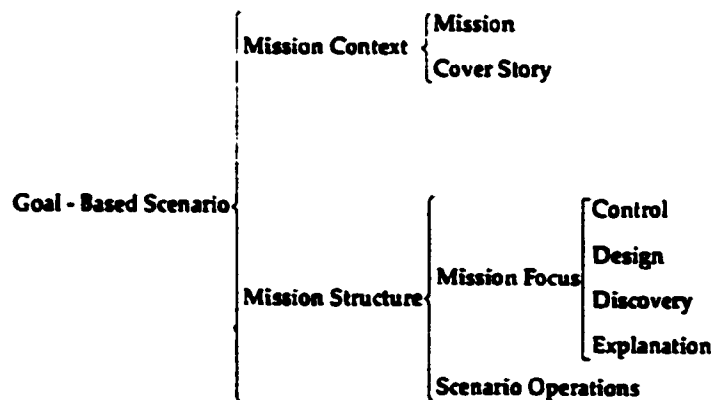 Mission
Mission Context
Cover Story
Goal - Based Scenario
Control
Design
Mission Focus
Mission Structure
Discovery
Explanation
Scenario Operations